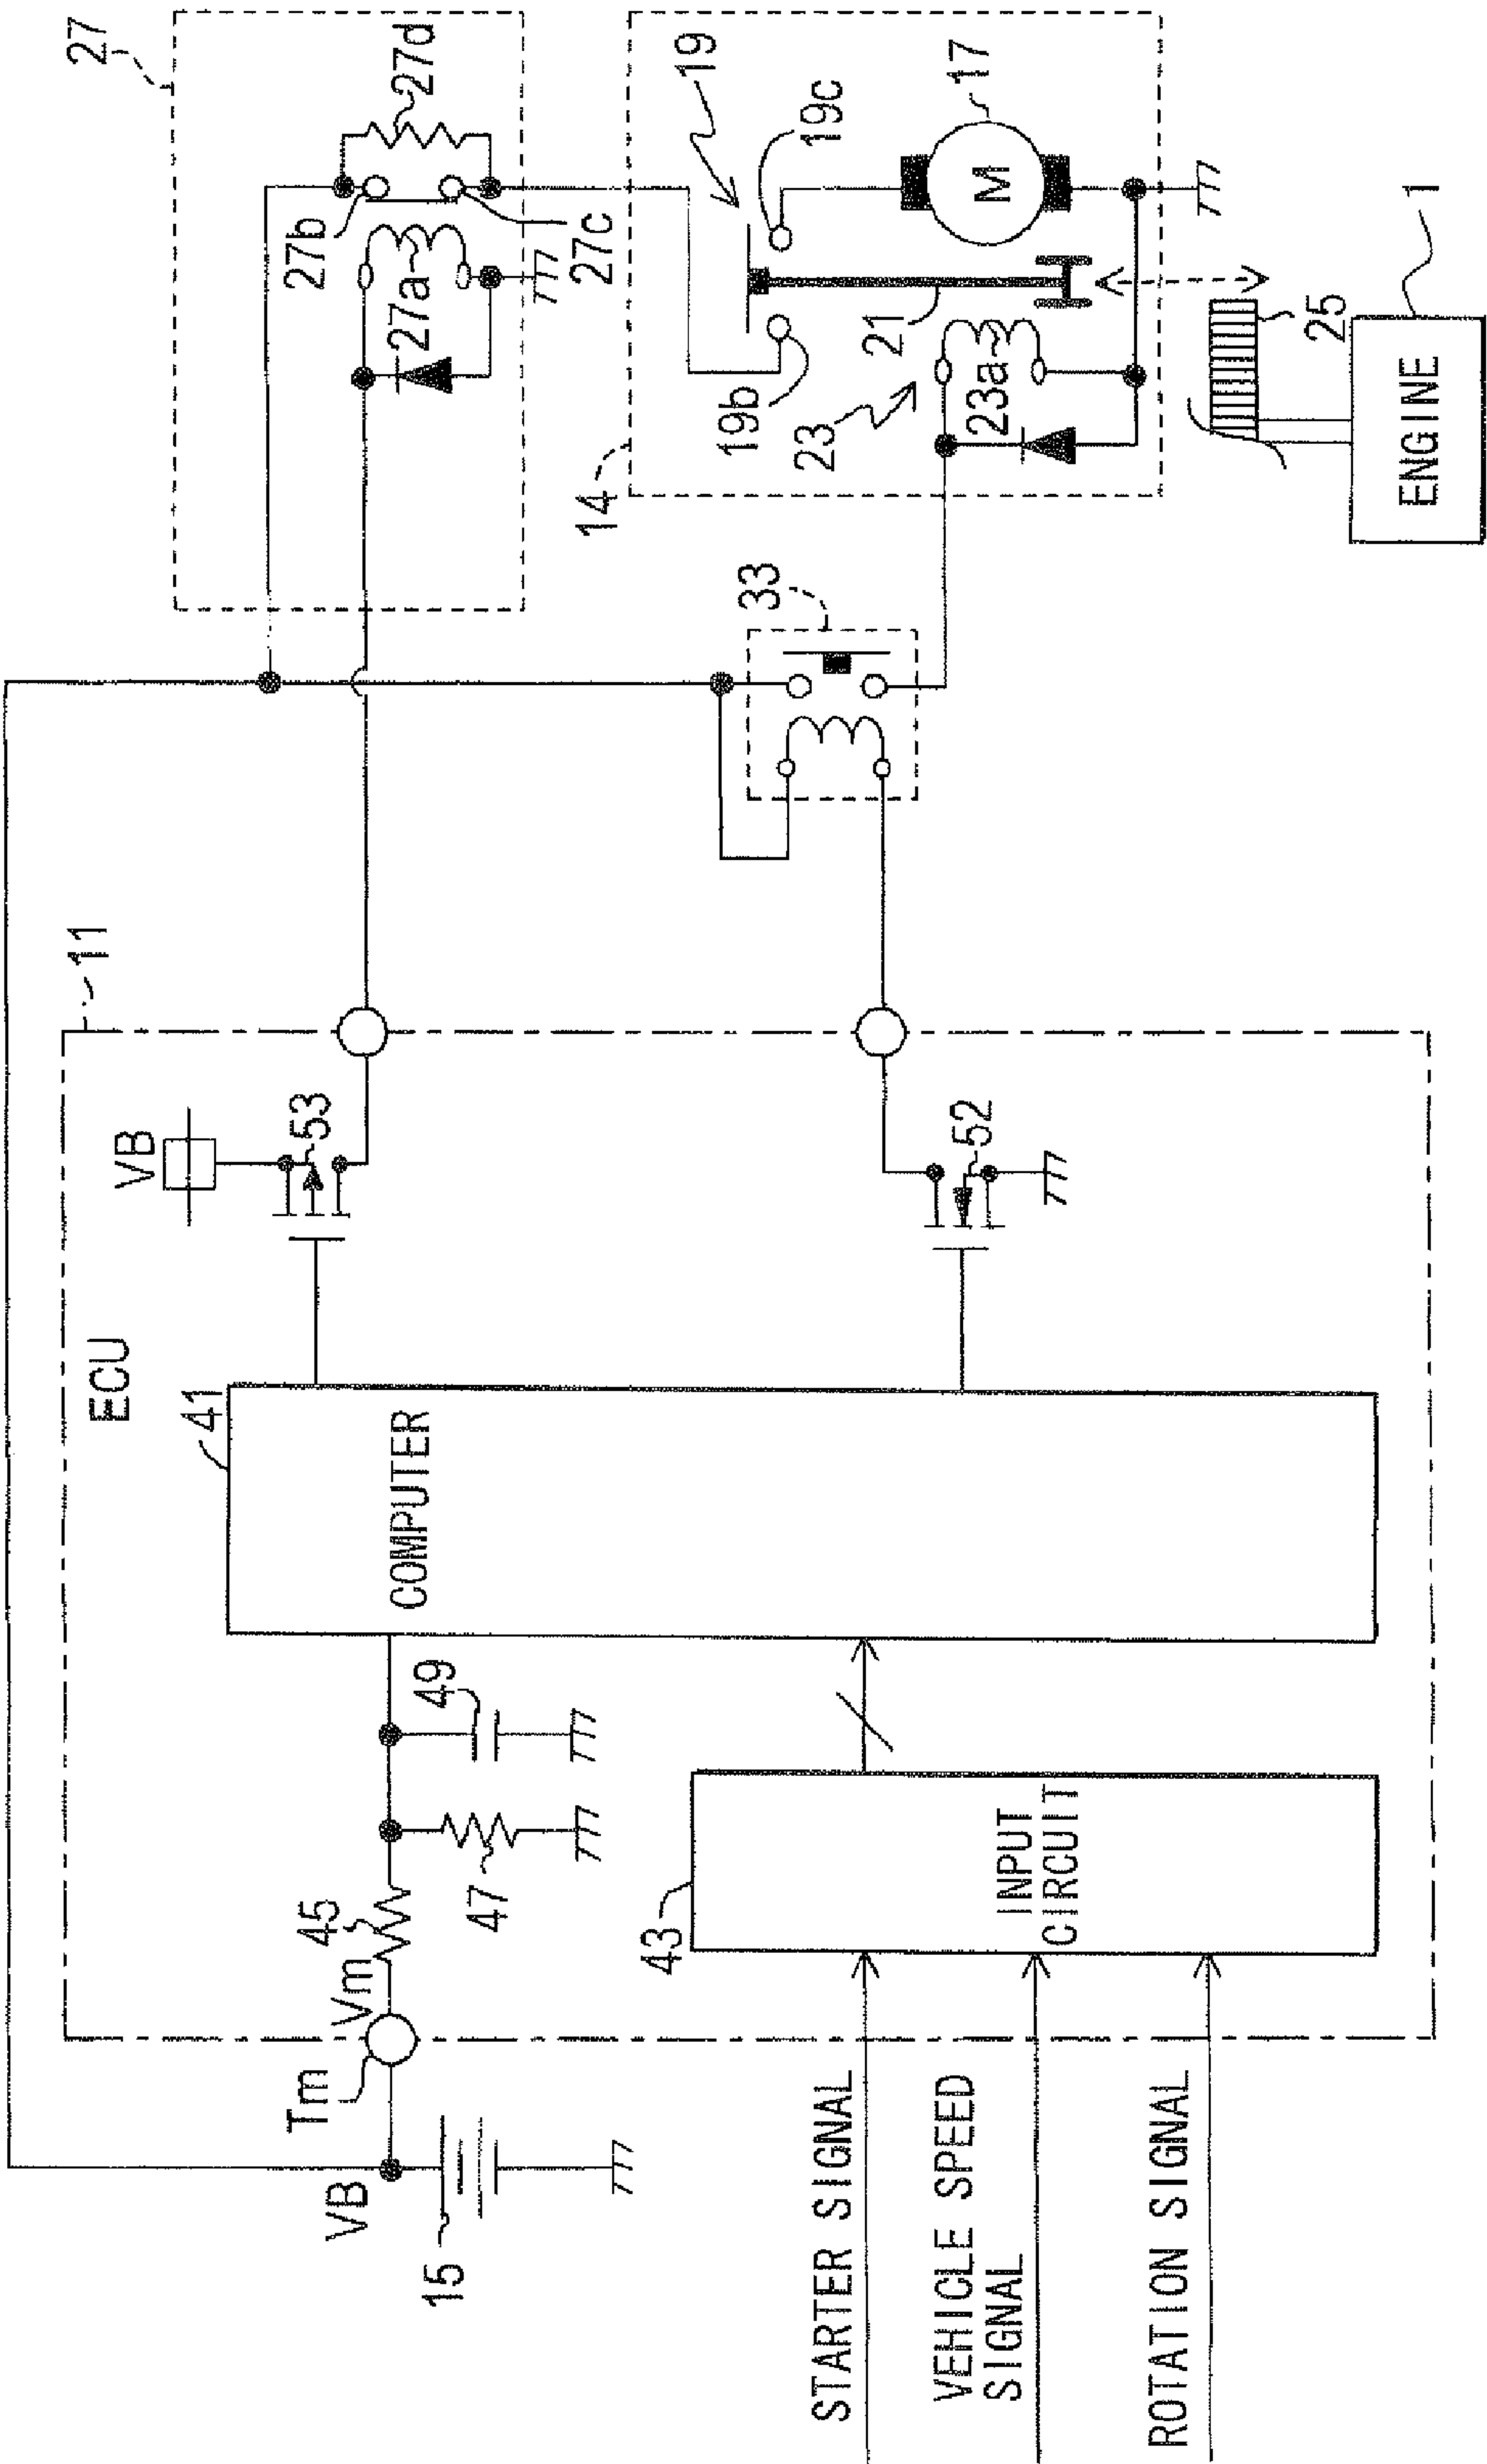 27
27d
27b
27a
27c
19
19c
17
M
19b
21
23
23a
14
25
1
ENGINE
33
11
VB
53
52
ECU
41
COMPUTER
49
47
45
Vm
Tm
VB
15
43
INPUT
CIRCUIT
STARTER SIGNAL
VEHICLE SPEED
SIGNAL
ROTATION SIGNAL